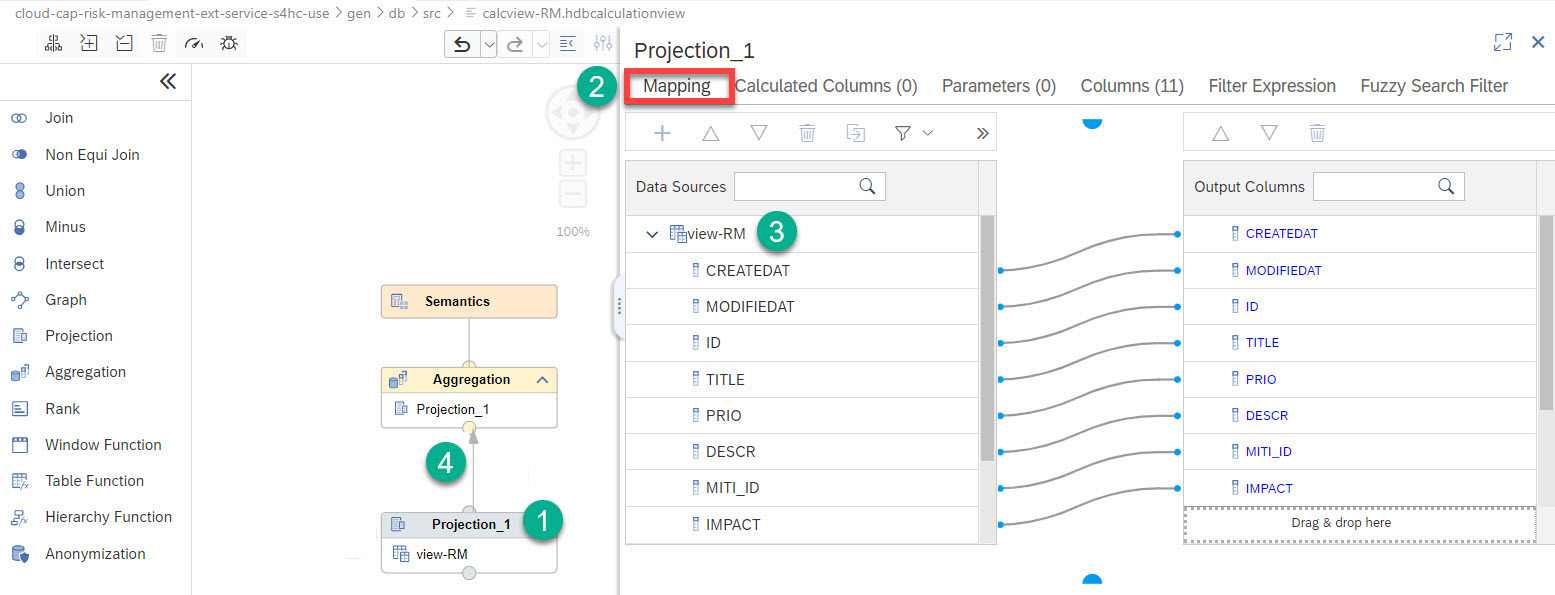 cloud-cap-risk-management-ext-service-s4hc-use > gen > db > src > calcview-RM.hdbcalculationview
Join
Non Equi Join
Union
Minus
Intersect
Graph
Projection
Aggregation
Rank
Window Function
Table Function
Hierarchy Function
Anonymization
100%
Semantics
Aggregation
Projection_1
4
Projection_1
1
view-RM
Projection_1
2
Mapping Calculated Columns (0) Parameters (0) Columns (11) Filter Expression Fuzzy Search Filter
Data Sources
view-RM
3
CREATEDAT
MODIFIEDAT
ID
TITLE
PRIO
DESCR
MITI_ID
IMPACT
Output Columns
CREATEDAT
MODIFIEDAT
ID
TITLE
PRIO
DESCR
MITI_ID
IMPACT
Drag & drop here